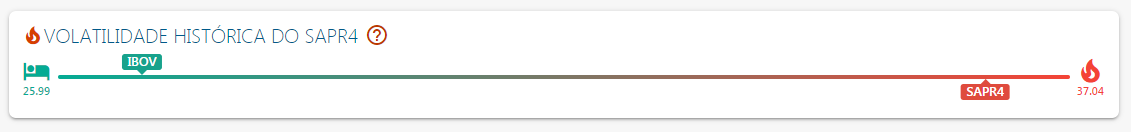 VOLATILIDADE HISTÓRICA DO SAPR4 ?
IBOV
25.99
SAPR4
37.04